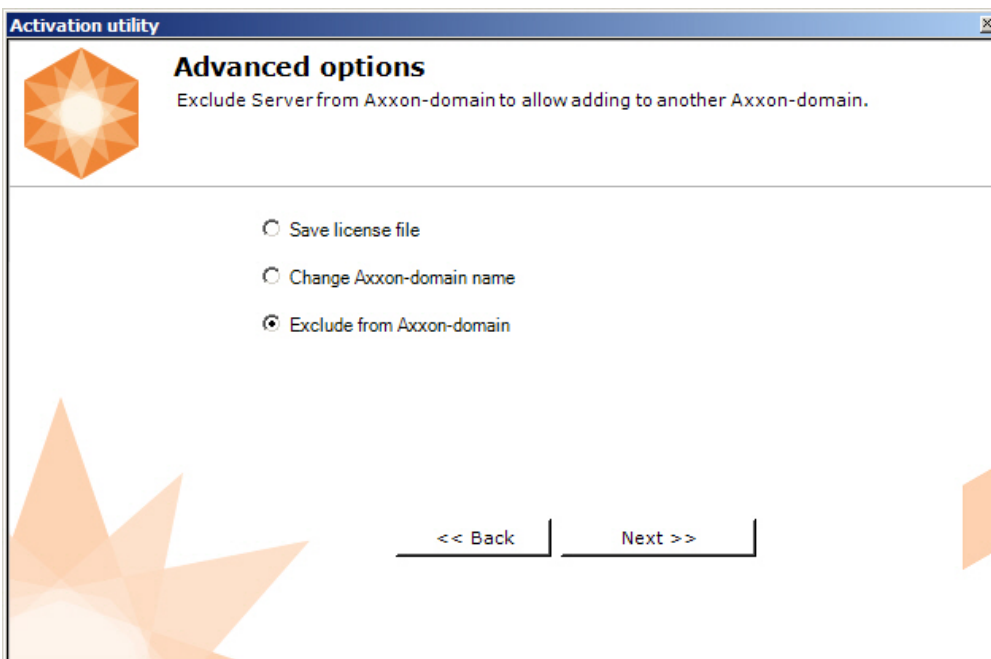 Activation utility
Advanced options
Exclude Server from Axxon-domain to allow adding to another Axxon-domain.
Save license file
Change Axxon-domain name
Exclude from Axxon-domain
<< Back
Next >>